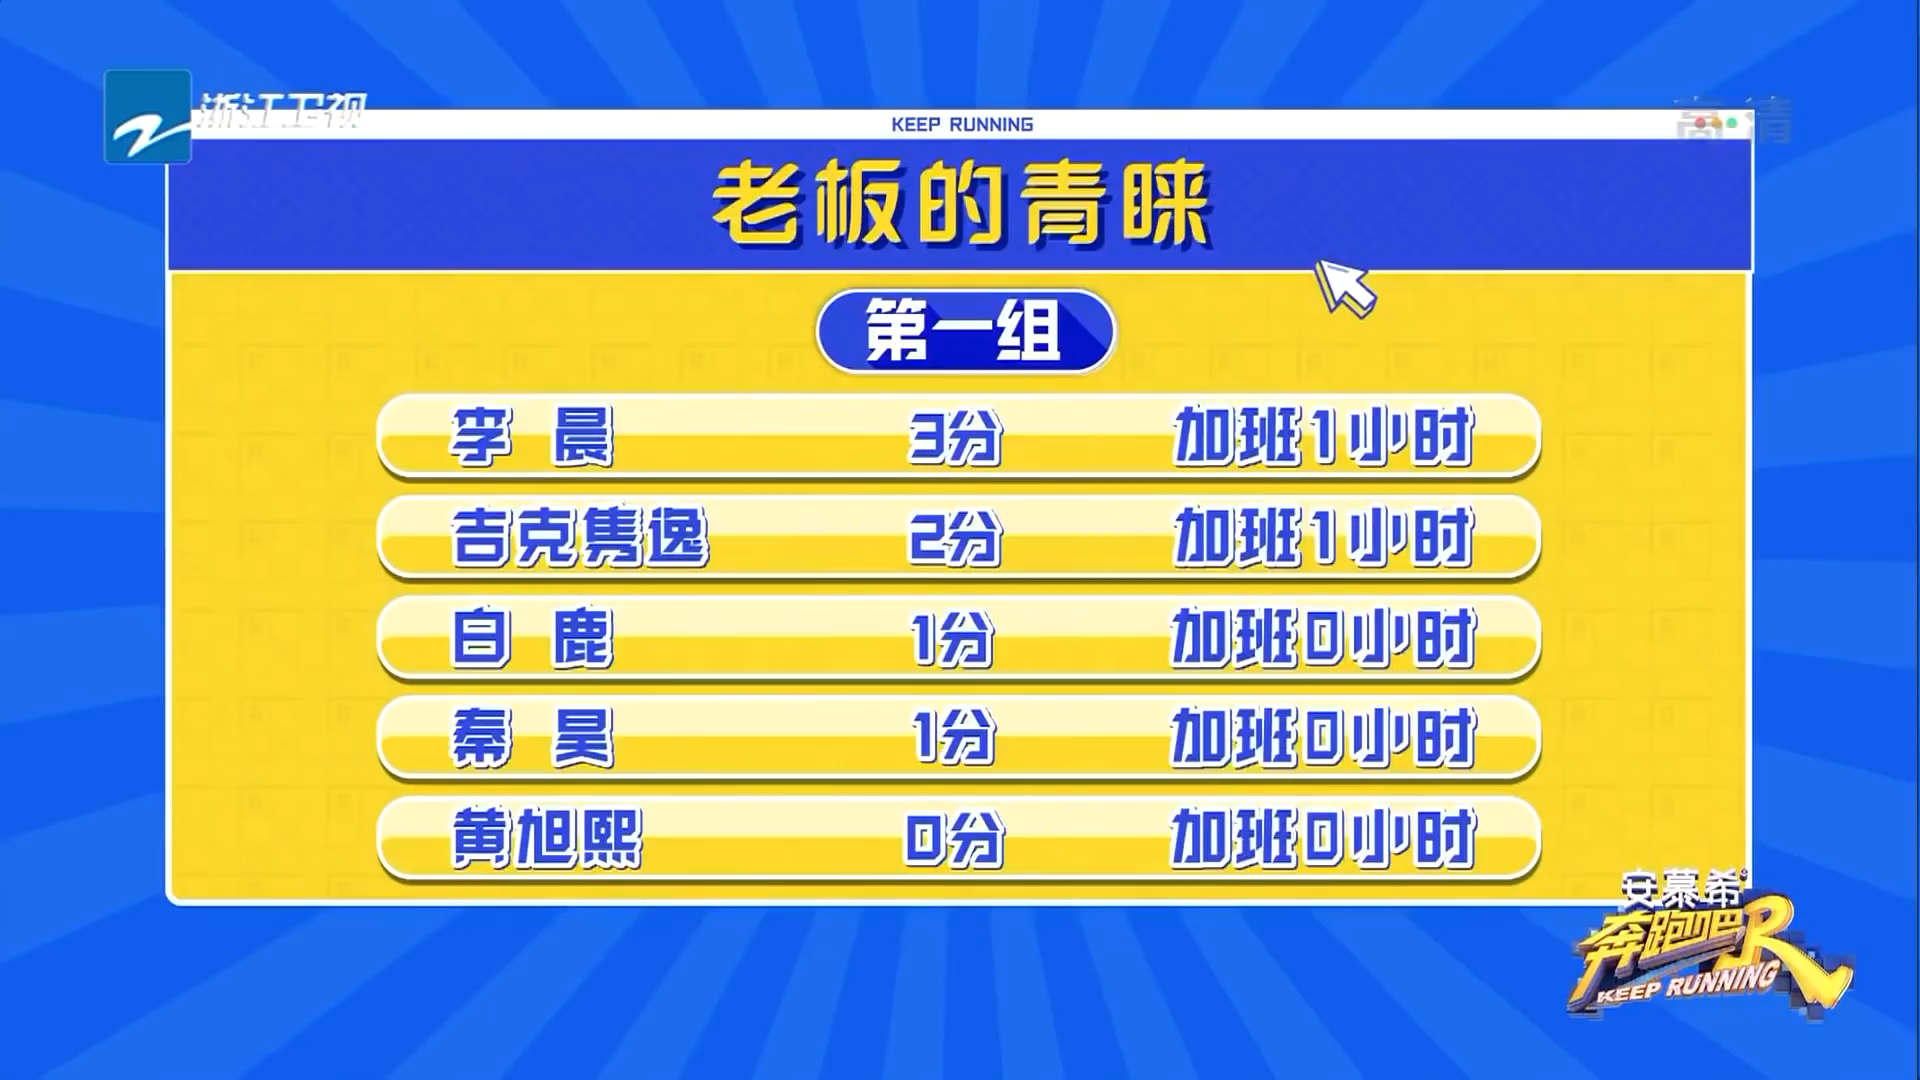 浙江卫视
高清
KEEP RUNNING
老板的青睐
第一组
李晨 3分 加班1小时
吉克隽逸 2分 加班1小时
白鹿 1分 加班0小时
秦昊 1分 加班0小时
黄旭熙 0分 加班0小时
安慕希
奔跑吧
KEEP RUNNING